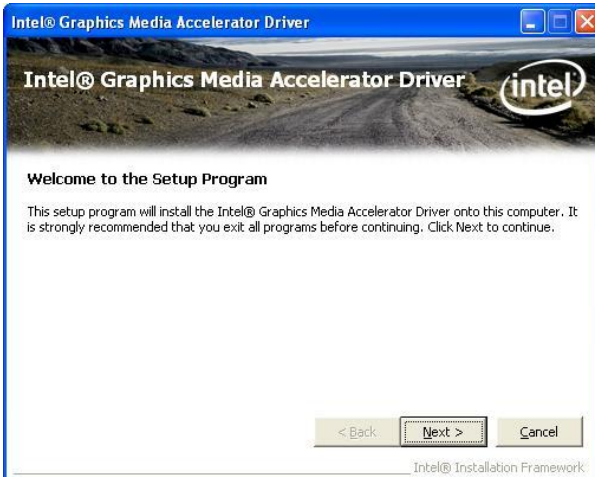 Intel® Graphics Media Accelerator Driver
Intel® Graphics Media Accelerator Driver
intel
Welcome to the Setup Program
This setup program will install the Intel® Graphics Media Accelerator Driver onto this computer. It
is strongly recommended that you exit all programs before continuing. Click Next to continue.
< Back
Next >
Cancel
Intel® Installation Framework